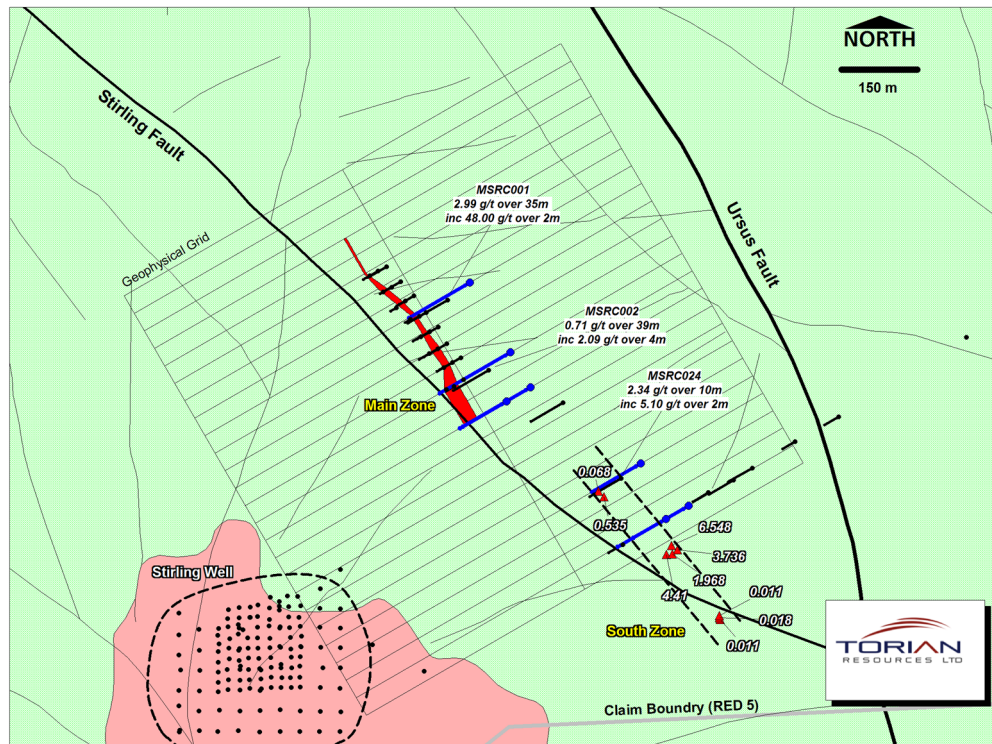 NORTH
150 m
Stirling Fault
Ursus Fault
Geophysical Grid
MSRC001
2.99 g/t over 35m
inc 48.00 g/t over 2m
MSRC002
0.71 g/t over 39m
inc 2.09 g/t over 4m
MSRC024
2.34 g/t over 10m
inc 5.10 g/t over 2m
Main Zone
0.068
0.535
6.548
3.736
1.968
4.41
0.011
0.018
0.011
South Zone
Stirling Well
TORIAN
RESOURCES LTD
Claim Boundry (RED 5)